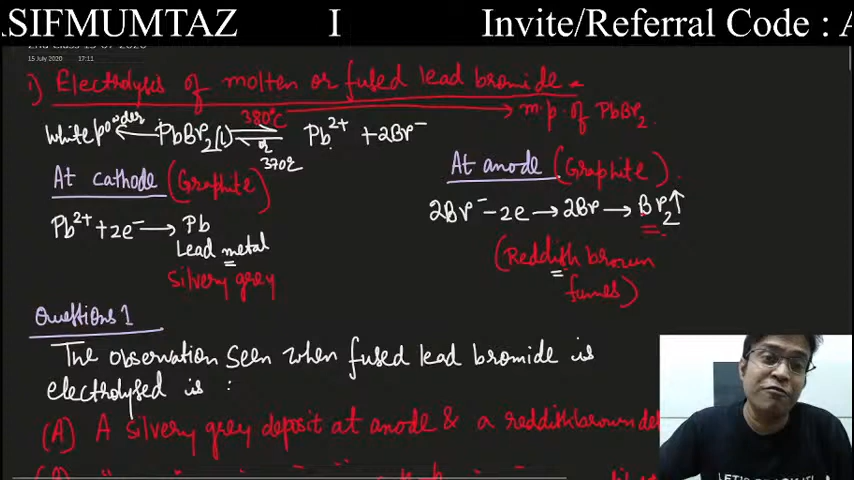 SIFMUMTAZ I Invite/Referral Code : A
15 July 2020 17:11
i) Electrolysis of molten or fused lead bromide
380°C → m.p. of PbBr2
White powder ← PbBr2(l) ⇌ Pb2+ + 2Br−
or
370°C
At cathode (Graphite)
At anode (Graphite).
Pb2+ + 2e− → Pb
2Br− − 2e → 2Br → Br2↑
Lead metal
(Reddish brown
silvery grey
fumes)
Questions 1
The observation seen when fused lead bromide is
electrolysed is :
(A) A silvery grey deposit at anode & a reddish brown de
LET'S